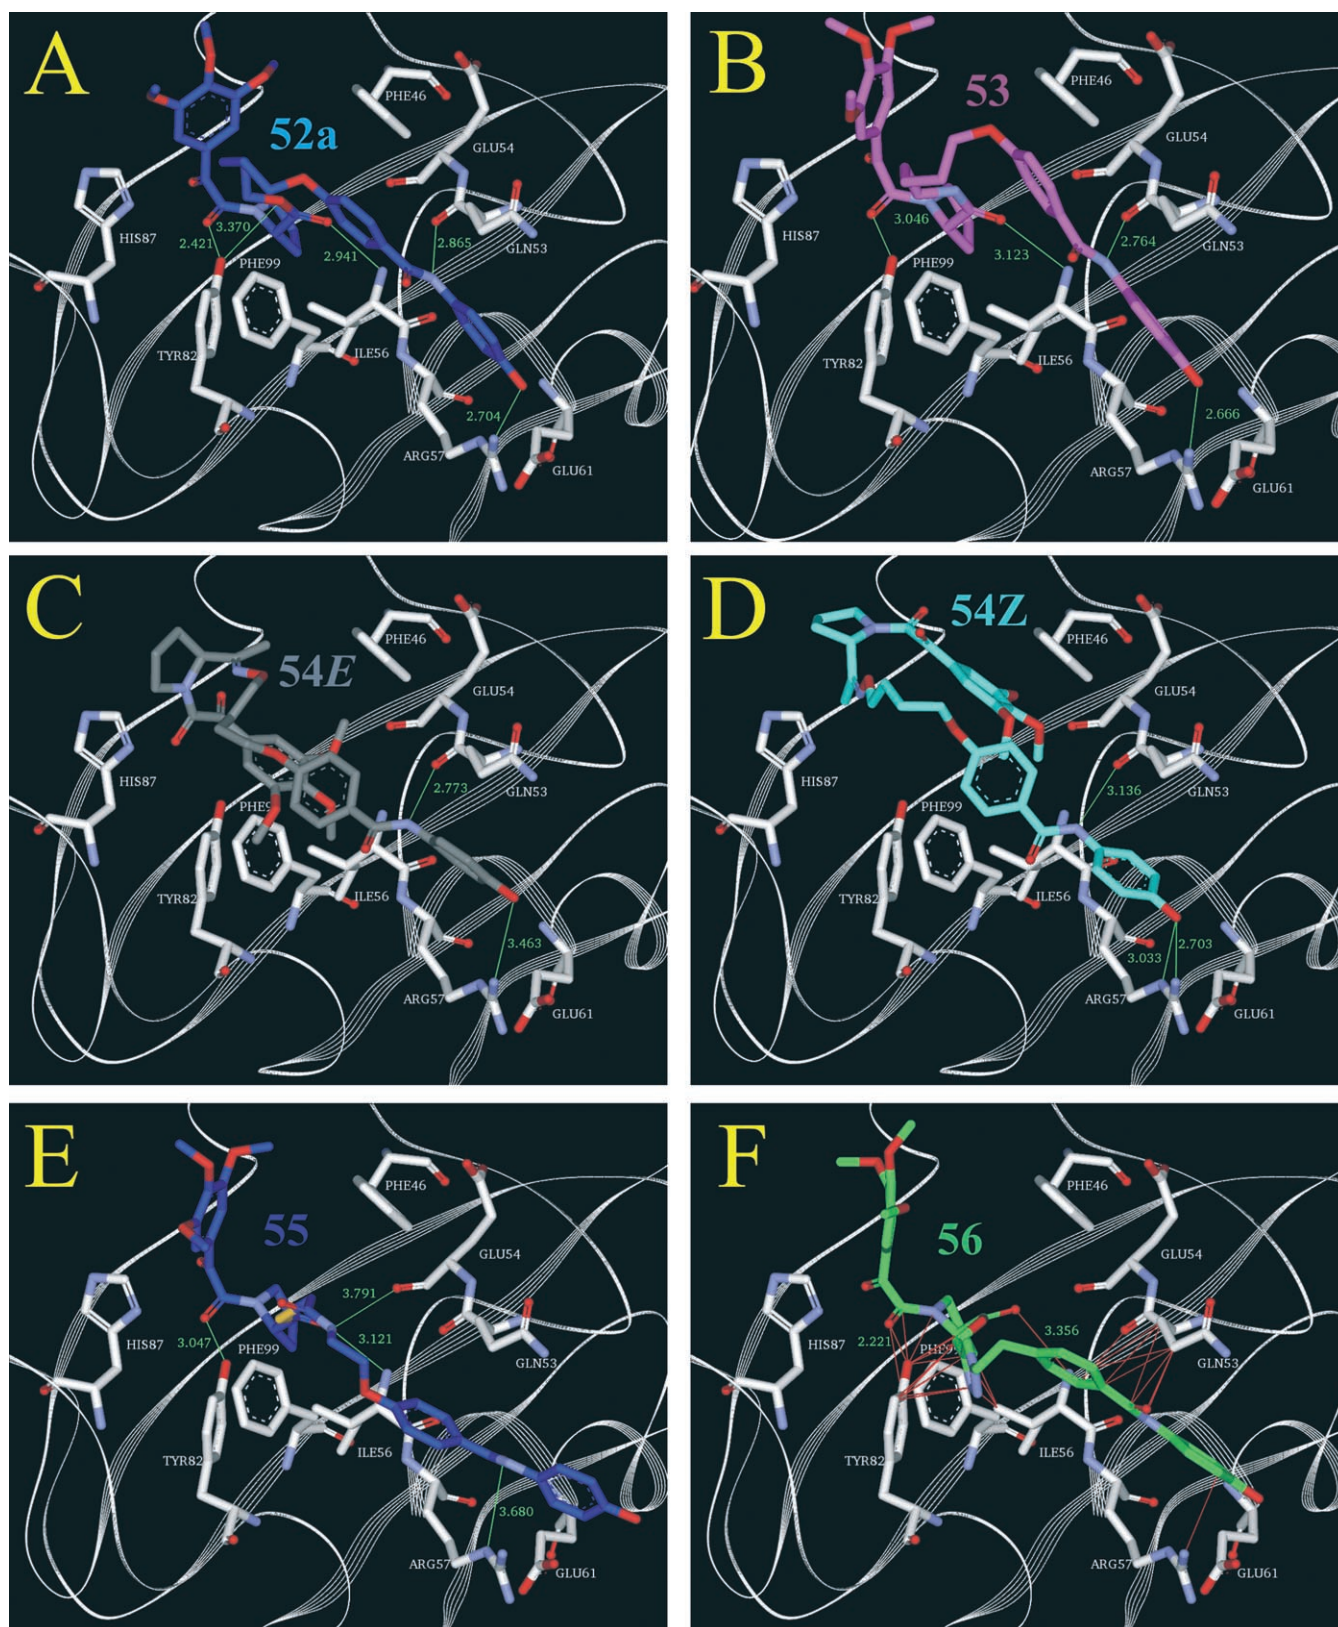 A
52a
PHE46
GLU54
HIS87
3.370
2.421
2.865
GLN53
2.941
PHE99
TYR82
ILE56
2.704
ARG57
GLU61
B
53
PHE46
GLU54
3.046
HIS87
2.764
GLN53
3.123
PHE99
TYR82
ILE56
2.666
ARG57
GLU61
C
54E
PHE46
GLU54
HIS87
2.773
GLN53
TYR82
ILE56
3.463
ARG57
GLU61
D
54Z
PHE46
GLU54
HIS87
3.136
GLN53
PHE99
TYR82
ILE56
2.703
3.033
ARG57
GLU61
E
55
PHE46
GLU54
3.791
HIS87
3.121
3.047
PHE99
GLN53
TYR82
ILE56
3.680
ARG57
GLU61
F
56
PHE46
GLU54
HIS87
2.221
3.356
GLN53
TYR82
ILE56
ARG57
GLU61